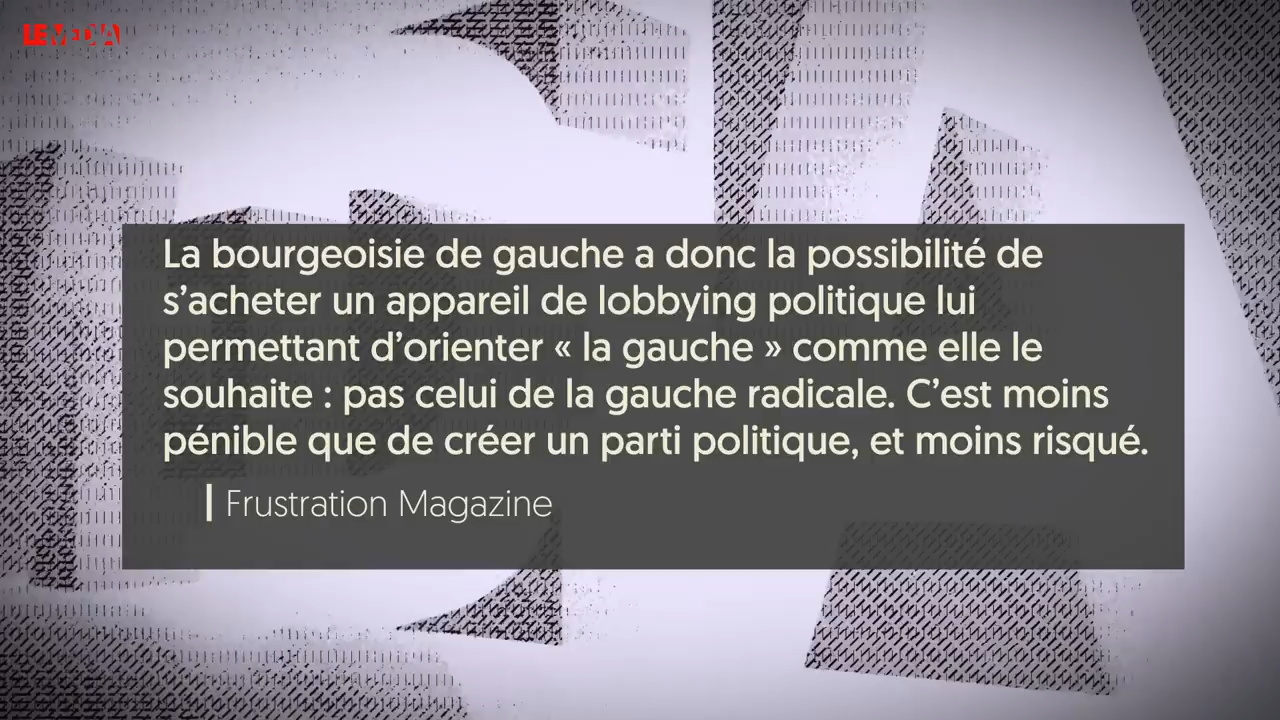 LEMEDIA
La bourgeoisie de gauche a donc la possibilité de
s’acheter un appareil de lobbying politique lui
permettant d’orienter « la gauche » comme elle le
souhaite : pas celui de la gauche radicale. C’est moins
pénible que de créer un parti politique, et moins risqué.
Frustration Magazine